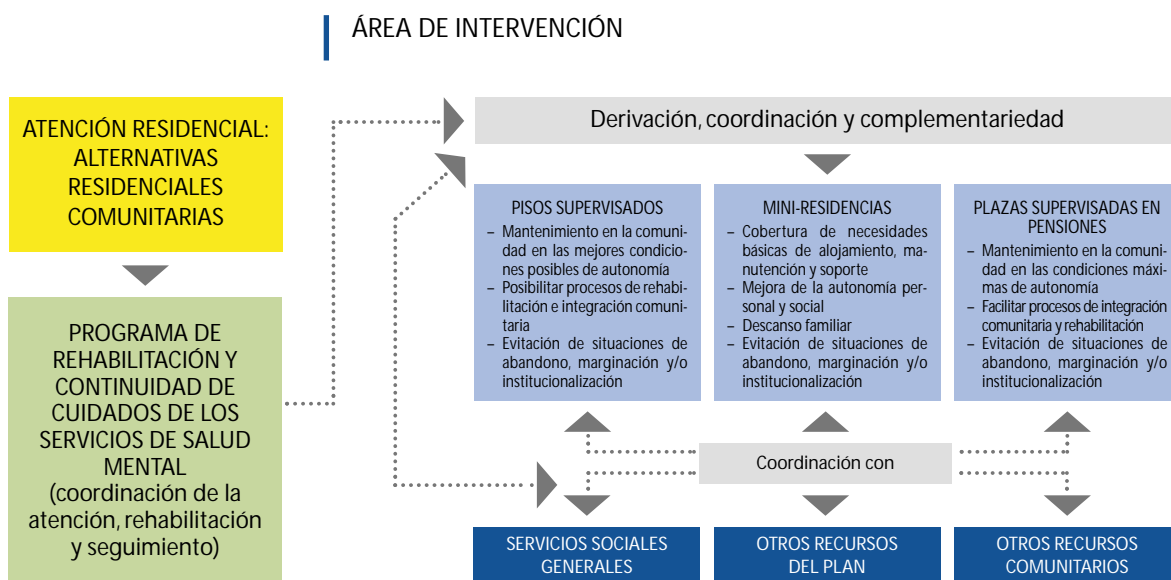 ÁREA DE INTERVENCIÓN
ATENCIÓN RESIDENCIAL:
ALTERNATIVAS
RESIDENCIALES
COMUNITARIAS
PROGRAMA DE
REHABILITACIÓN Y
CONTINUIDAD DE
CUIDADOS DE LOS
SERVICIOS DE SALUD
MENTAL
(coordinación de la
atención, rehabilitación
y seguimiento)
Derivación, coordinación y complementariedad
PISOS SUPERVISADOS
– Mantenimiento en la comu-
nidad en las mejores condicio-
nes posibles de autonomía
– Posibilitar procesos de rehabi-
litación e integración comuni-
taria
– Evitación de situaciones de
abandono, marginación y/o
institucionalización
MINI-RESIDENCIAS
– Cobertura de necesidades
básicas de alojamiento, ma-
nutención y soporte
– Mejora de la autonomía per-
sonal y social
– Descanso familiar
– Evitación de situaciones de
abandono, marginación y/o
institucionalización
PLAZAS SUPERVISADAS EN
PENSIONES
– Mantenimiento en la comuni-
dad en las condiciones máxi-
mas de autonomía
– Facilitar procesos de integración
comunitaria y rehabilitación
– Evitación de situaciones de
abandono, marginación y/o
institucionalización
Coordinación con
SERVICIOS SOCIALES
GENERALES
OTROS RECURSOS
DEL PLAN
OTROS RECURSOS
COMUNITARIOS